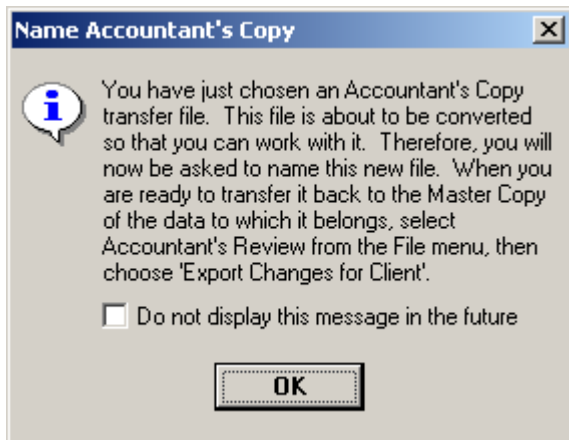 Name Accountant's Copy
You have just chosen an Accountant's Copy
transfer file.  This file is about to be converted
so that you can work with it.  Therefore, you will
now be asked to name this new file.  When you
are ready to transfer it back to the Master Copy
of the data to which it belongs, select
Accountant's Review from the File menu, then
choose 'Export Changes for Client'.
Do not display this message in the future
OK